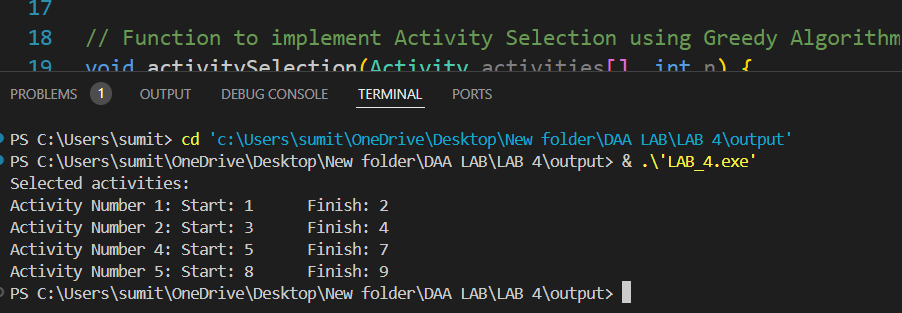 17
18 // Function to implement Activity Selection using Greedy Algorithm
19 void activitySelection(Activity activities[], int n) {
PROBLEMS 1 OUTPUT DEBUG CONSOLE TERMINAL PORTS
PS C:\Users\sumit> cd 'c:\Users\sumit\OneDrive\Desktop\New folder\DAA LAB\LAB 4\output'
PS C:\Users\sumit\OneDrive\Desktop\New folder\DAA LAB\LAB 4\output> & .\'LAB_4.exe'
Selected activities:
Activity Number 1: Start: 1 Finish: 2
Activity Number 2: Start: 3 Finish: 4
Activity Number 4: Start: 5 Finish: 7
Activity Number 5: Start: 8 Finish: 9
PS C:\Users\sumit\OneDrive\Desktop\New folder\DAA LAB\LAB 4\output>